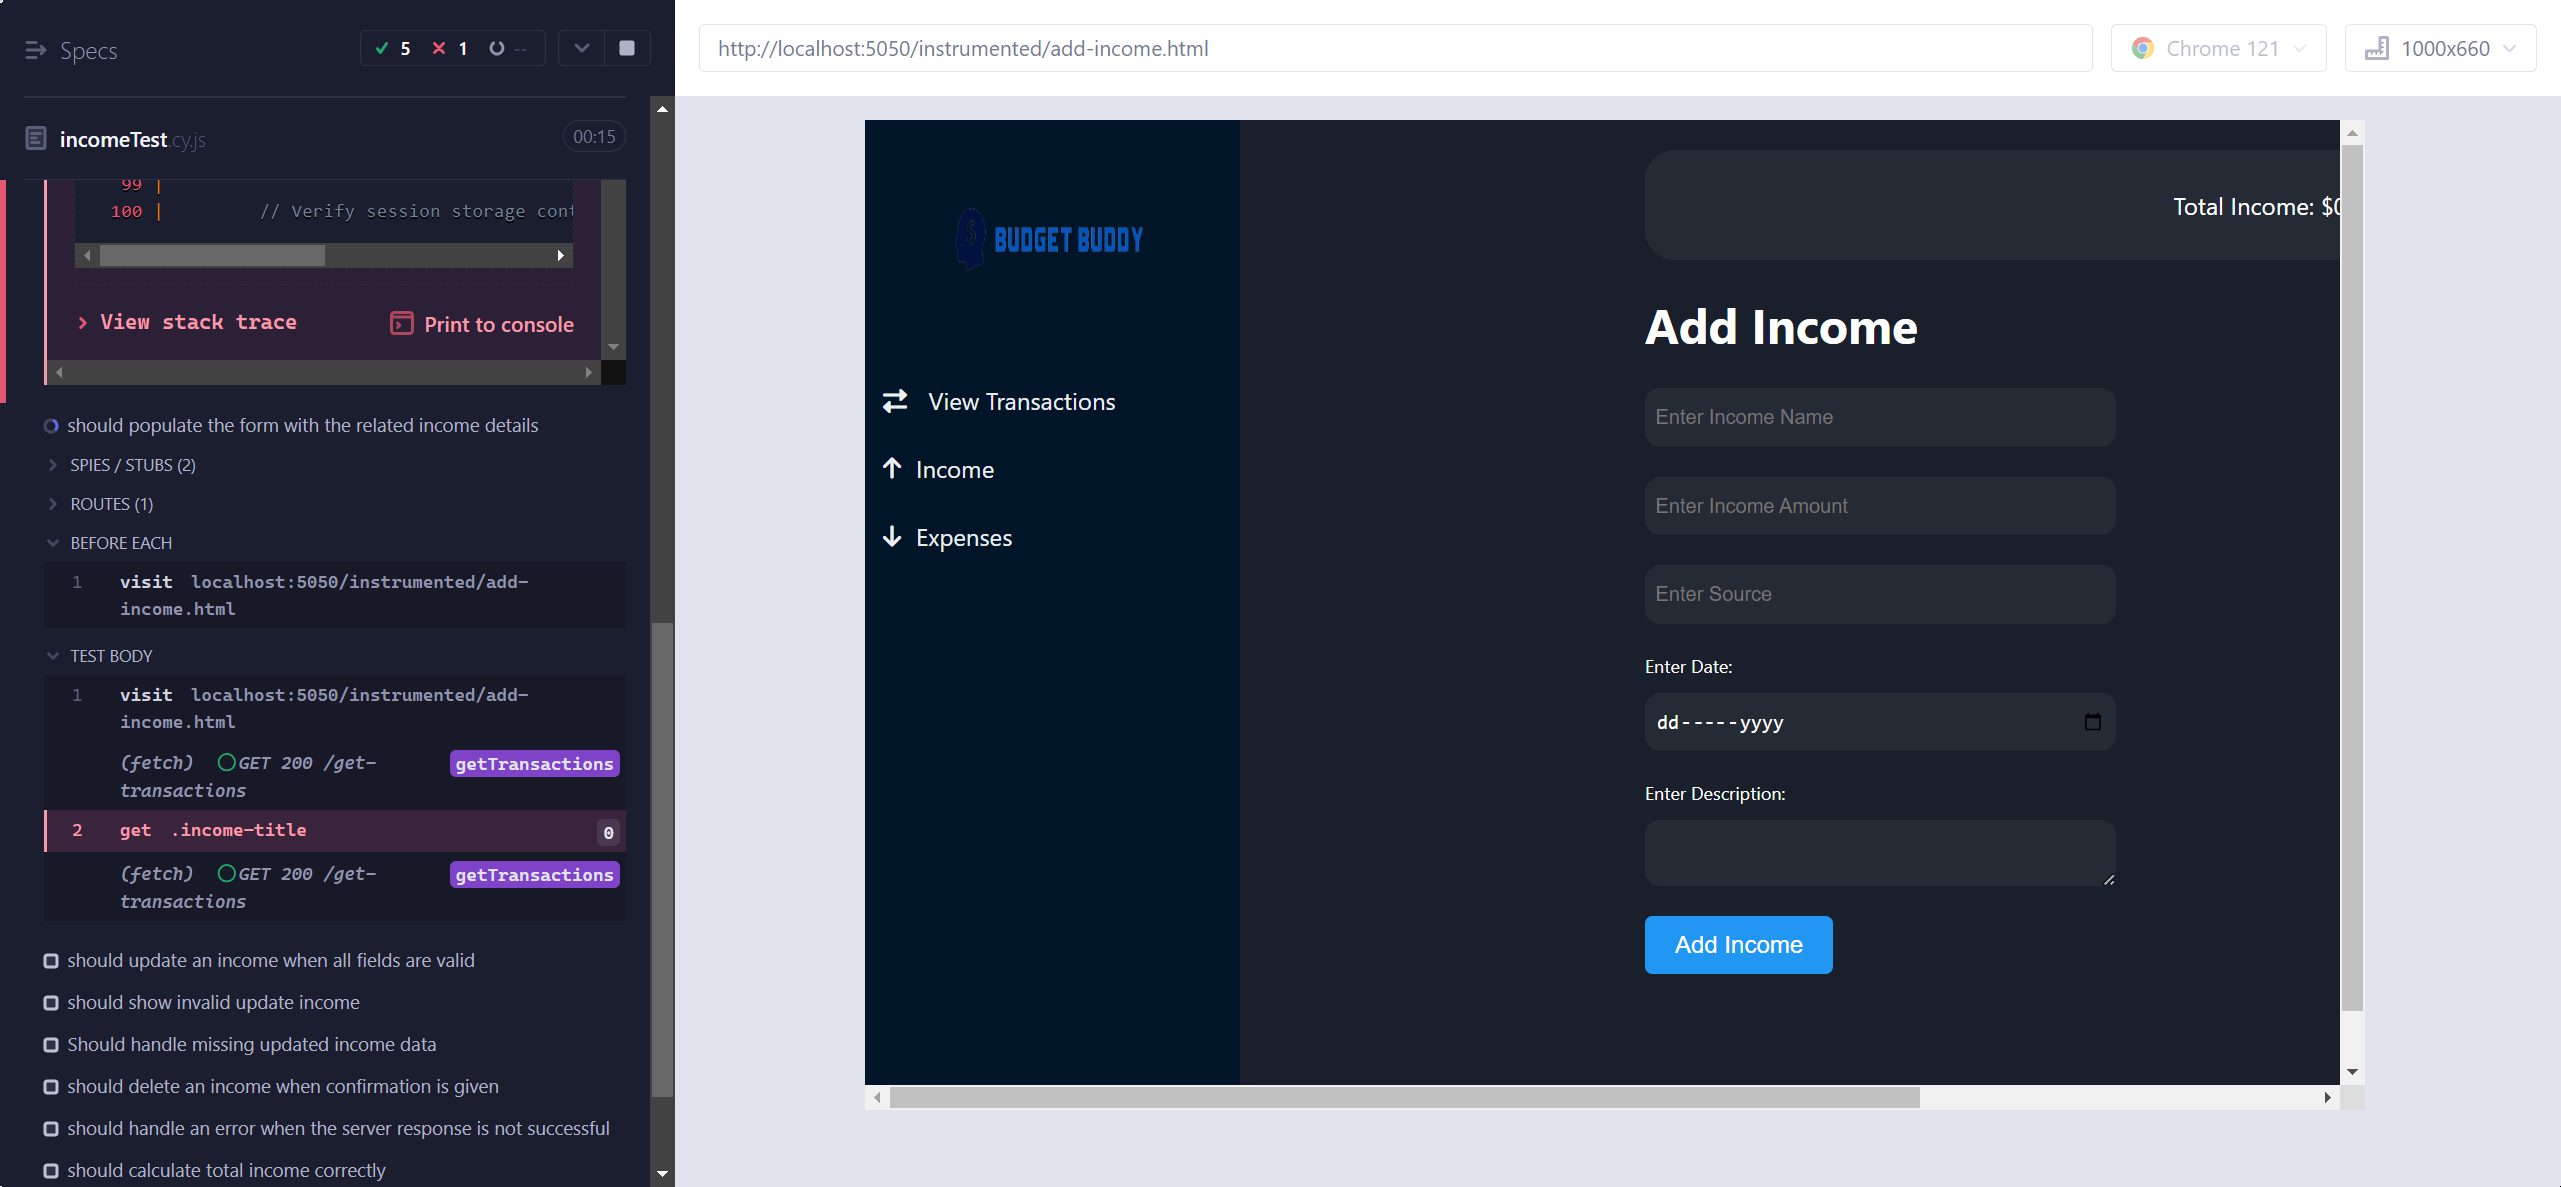 Specs
5 1 --
incomeTest.cy.js
00:15
99 |
100 | // Verify session storage cont
View stack trace
Print to console
should populate the form with the related income details
SPIES / STUBS (2)
ROUTES (1)
BEFORE EACH
1 visit localhost:5050/instrumented/add-
income.html
TEST BODY
1 visit localhost:5050/instrumented/add-
income.html
(fetch) GET 200 /get-
transactions
getTransactions
2 get .income-title 0
(fetch) GET 200 /get-
transactions
getTransactions
should update an income when all fields are valid
should show invalid update income
Should handle missing updated income data
should delete an income when confirmation is given
should handle an error when the server response is not successful
should calculate total income correctly
http://localhost:5050/instrumented/add-income.html
Chrome 121
1000x660
BUDGET BUDDY
View Transactions
Income
Expenses
Total Income: $0
Add Income
Enter Income Name
Enter Income Amount
Enter Source
Enter Date:
dd-----yyyy
Enter Description:
Add Income